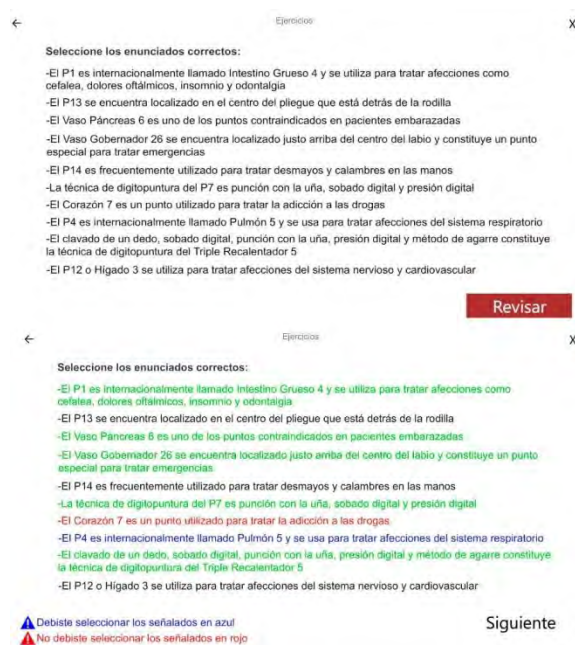 ← Ejercicios X
Seleccione los enunciados correctos:
-El P1 es internacionalmente llamado Intestino Grueso 4 y se utiliza para tratar afecciones como
cefalea, dolores oftálmicos, insomnio y odontalgia
-El P13 se encuentra localizado en el centro del pliegue que está detrás de la rodilla
-El Vaso Páncreas 6 es uno de los puntos contraindicados en pacientes embarazadas
-El Vaso Gobernador 26 se encuentra localizado justo arriba del centro del labio y constituye un punto
especial para tratar emergencias
-El P14 es frecuentemente utilizado para tratar desmayos y calambres en las manos
-La técnica de digitopuntura del P7 es punción con la uña, sobado digital y presión digital
-El Corazón 7 es un punto utilizado para tratar la adicción a las drogas
-El P4 es internacionalmente llamado Pulmón 5 y se usa para tratar afecciones del sistema respiratorio
-El clavado de un dedo, sobado digital, punción con la uña, presión digital y método de agarre constituye
la técnica de digitopuntura del Triple Recalentador 5
-El P12 o Hígado 3 se utiliza para tratar afecciones del sistema nervioso y cardiovascular
Revisar
← Ejercicios X
Seleccione los enunciados correctos:
-El P1 es internacionalmente llamado Intestino Grueso 4 y se utiliza para tratar afecciones como
cefalea, dolores oftálmicos, insomnio y odontalgia
-El P13 se encuentra localizado en el centro del pliegue que está detrás de la rodilla
-El Vaso Páncreas 6 es uno de los puntos contraindicados en pacientes embarazadas
-El Vaso Gobernador 26 se encuentra localizado justo arriba del centro del labio y constituye un punto
especial para tratar emergencias
-El P14 es frecuentemente utilizado para tratar desmayos y calambres en las manos
-La técnica de digitopuntura del P7 es punción con la uña, sobado digital y presión digital
-El Corazón 7 es un punto utilizado para tratar la adicción a las drogas
-El P4 es internacionalmente llamado Pulmón 5 y se usa para tratar afecciones del sistema respiratorio
-El clavado de un dedo, sobado digital, punción con la uña, presión digital y método de agarre constituye
la técnica de digitopuntura del Triple Recalentador 5
-El P12 o Hígado 3 se utiliza para tratar afecciones del sistema nervioso y cardiovascular
Debiste seleccionar los señalados en azul
No debiste seleccionar los señalados en rojo
Siguiente